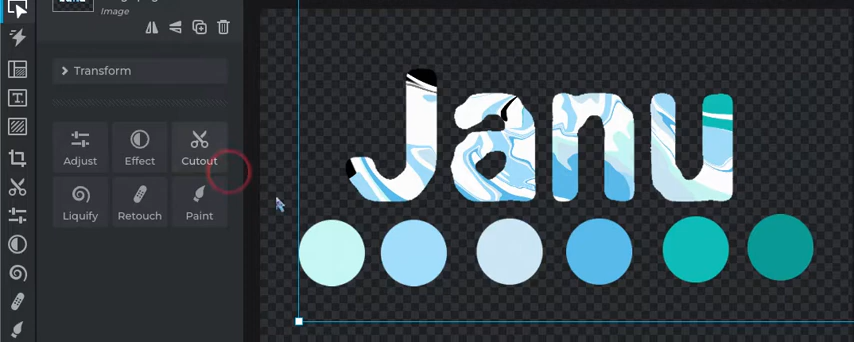 Image
Transform
Adjust Effect Cutout
Liquify Retouch Paint
Janu